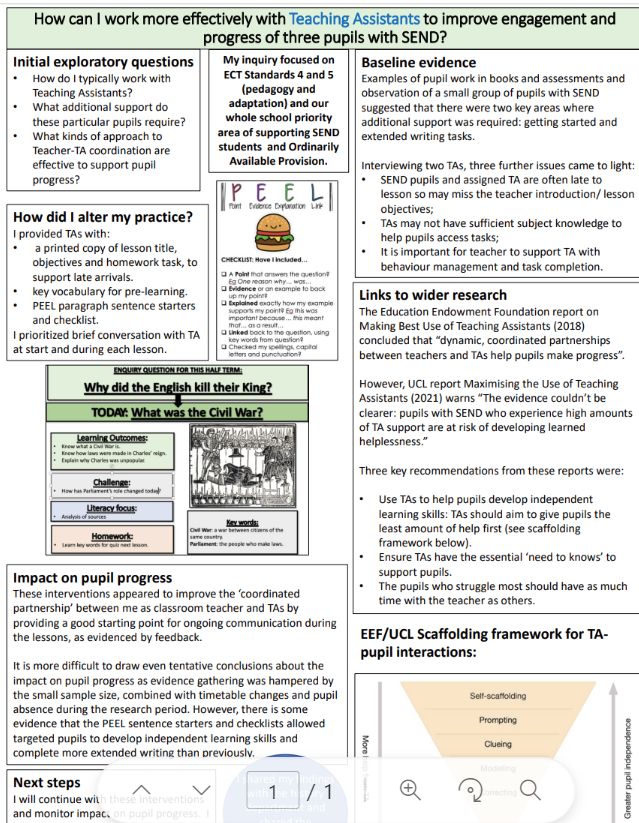 How can I work more effectively with Teaching Assistants to improve engagement and
progress of three pupils with SEND?
Initial exploratory questions
• How do I typically work with
Teaching Assistants?
• What additional support do
these particular pupils require?
• What kinds of approach to
Teacher-TA coordination are
effective to support pupil
progress?
My inquiry focused on
ECT Standards 4 and 5
(pedagogy and
adaptation) and our
whole school priority
area of supporting SEND
students and Ordinarily
Available Provision.
Baseline evidence
Examples of pupil work in books and assessments and
observation of a small group of pupils with SEND
suggested that there were two key areas where
additional support was required: getting started and
extended writing tasks.
Interviewing two TAs, three further issues came to light:
• SEND pupils and assigned TA are often late to
lesson so may miss the teacher introduction/ lesson
objectives;
• TAs may not have sufficient subject knowledge to
help pupils access tasks;
• It is important for teacher to support TA with
behaviour management and task completion.
How did I alter my practice?
I provided TAs with:
• a printed copy of lesson title,
objectives and homework task, to
support late arrivals.
• key vocabulary for pre-learning.
• PEEL paragraph sentence starters
and checklist.
I prioritized brief conversation with TA
at start and during each lesson.
P E E L
Point Evidence Explanation Link
CHECKLIST: Have I included...
A Point that answers the question?
Eg One reason why... was...
Evidence or an example to back
up my point?
Explained exactly how my example
supports my point? Eg this was
important because... this meant
that... as a result...
Linked back to the question, using
key words from question?
Checked my spellings, capital
letters and punctuation?
ENQUIRY QUESTION FOR THIS HALF TERM:
Why did the English kill their King?
TODAY: What was the Civil War?
Learning Outcomes:
• Know what a Civil War is.
• Know how laws were made in Charles' reign.
• Explain why Charles was unpopular.
Challenge:
• How has Parliament's role changed today?
Literacy focus:
• Analysis of sources
Homework:
• Learn key words for quiz next lesson.
Key words:
Civil War: a war between citizens of the
same country.
Parliament: the people who make laws.
Links to wider research
The Education Endowment Foundation report on
Making Best Use of Teaching Assistants (2018)
concluded that "dynamic, coordinated partnerships
between teachers and TAs help pupils make progress".
However, UCL report Maximising the Use of Teaching
Assistants (2021) warns "The evidence couldn't be
clearer: pupils with SEND who experience high amounts
of TA support are at risk of developing learned
helplessness."
Three key recommendations from these reports were:
• Use TAs to help pupils develop independent
learning skills: TAs should aim to give pupils the
least amount of help first (see scaffolding
framework below).
• Ensure TAs have the essential 'need to knows' to
support pupils.
• The pupils who struggle most should have as much
time with the teacher as others.
Impact on pupil progress
These interventions appeared to improve the 'coordinated
partnership' between me as classroom teacher and TAs by
providing a good starting point for ongoing communication during
the lessons, as evidenced by feedback.
It is more difficult to draw even tentative conclusions about the
impact on pupil progress as evidence gathering was hampered by
the small sample size, combined with timetable changes and pupil
absence during the research period. However, there is some
evidence that the PEEL sentence starters and checklists allowed
targeted pupils to develop independent learning skills and
complete more extended writing than previously.
EEF/UCL Scaffolding framework for TA-
pupil interactions:
Self-scaffolding
Prompting
Clueing
Modelling
Correcting
More
Greater pupil independence
Next steps
I will continue with these interventions
and monitor impact on pupil progress. I
I shared my findings
1 / 1